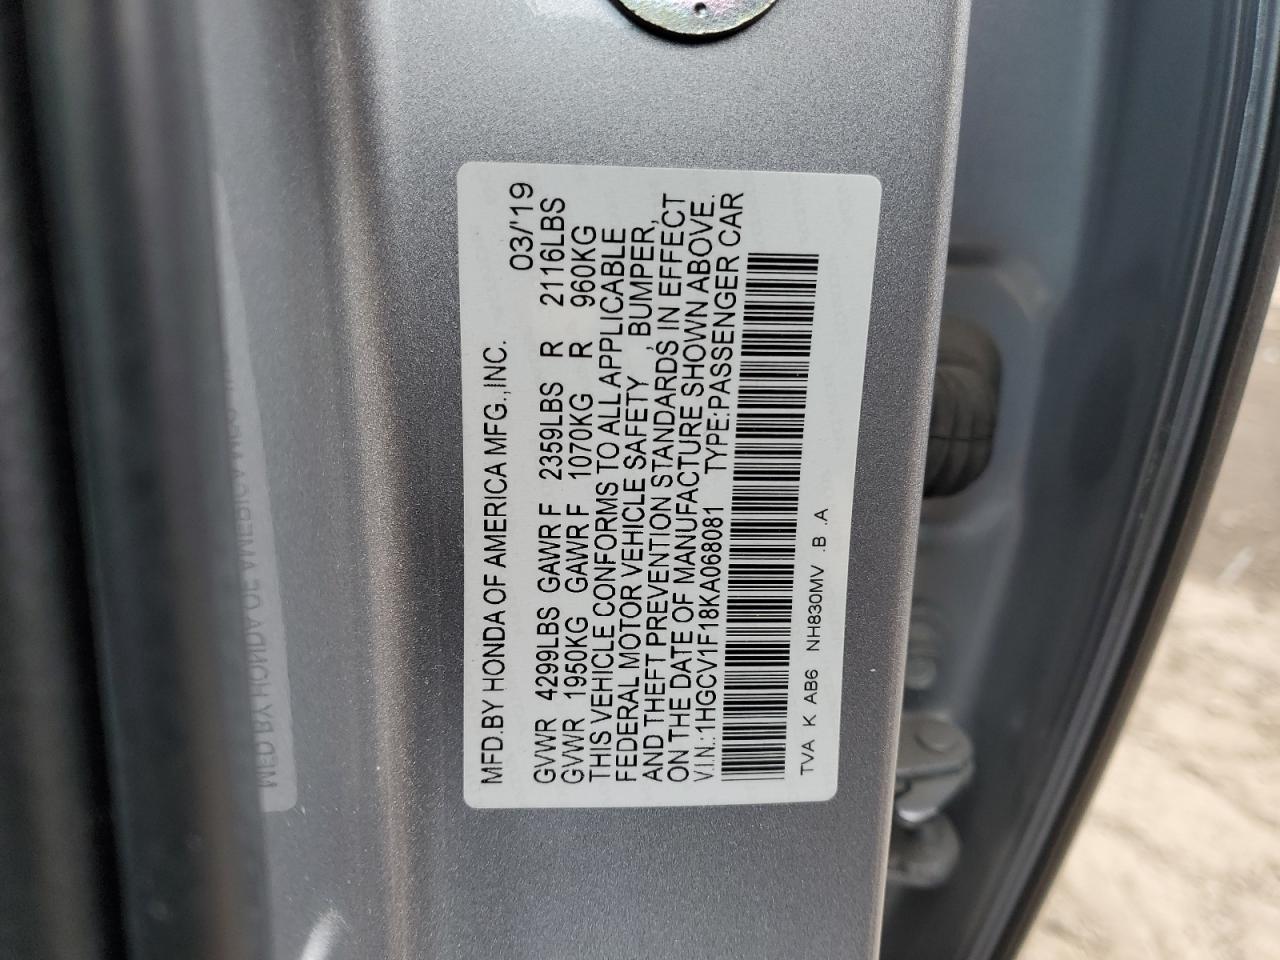 MFD.BY HONDA OF AMERICA MFG.,INC. 03/'19
GVWR 4299LBS GAWR F 2359LBS R 2116LBS
GVWR 1950KG GAWR F 1070KG R 960KG
THIS VEHICLE CONFORMS TO ALL APPLICABLE
FEDERAL MOTOR VEHICLE SAFETY , BUMPER,
AND THEFT PREVENTION STANDARDS IN EFFECT
ON THE DATE OF MANUFACTURE SHOWN ABOVE.
V.I.N.:1HGCV1F18KA068081 TYPE:PASSENGER CAR
TVA K AB6 NH830MV .B .A